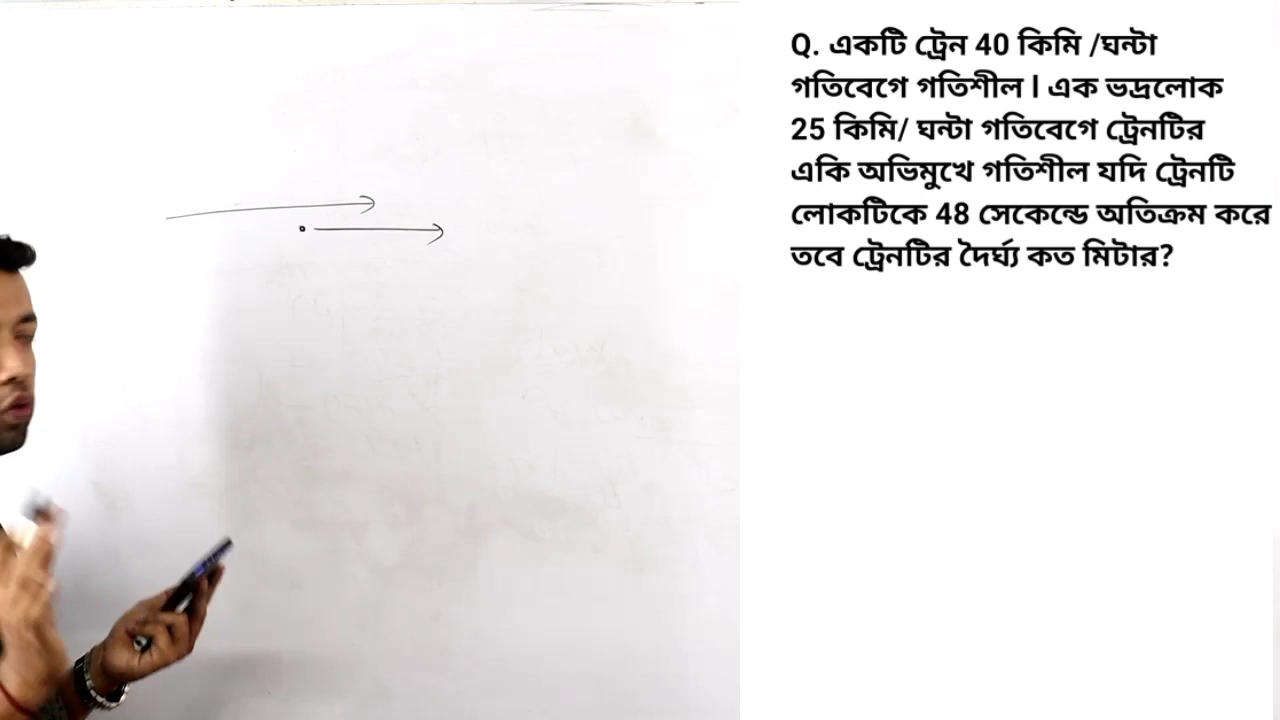 Q. একটি ট্রেন 40 কিমি /ঘন্টা
গতিবেগে গতিশীল l এক ভদ্রলোক
25 কিমি/ ঘন্টা গতিবেগে ট্রেনটির
একি অভিমুখে গতিশীল যদি ট্রেনটি
লোকটিকে 48 সেকেন্ডে অতিক্রম করে
তবে ট্রেনটির দৈর্ঘ্য কত মিটার?